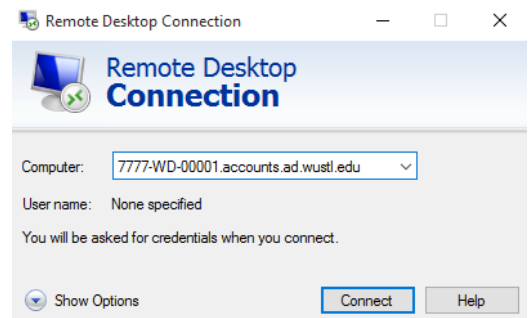 Remote Desktop Connection
Remote Desktop
Connection
Computer: 7777-WD-00001.accounts.ad.wustl.edu
User name: None specified
You will be asked for credentials when you connect.
Show Options Connect Help